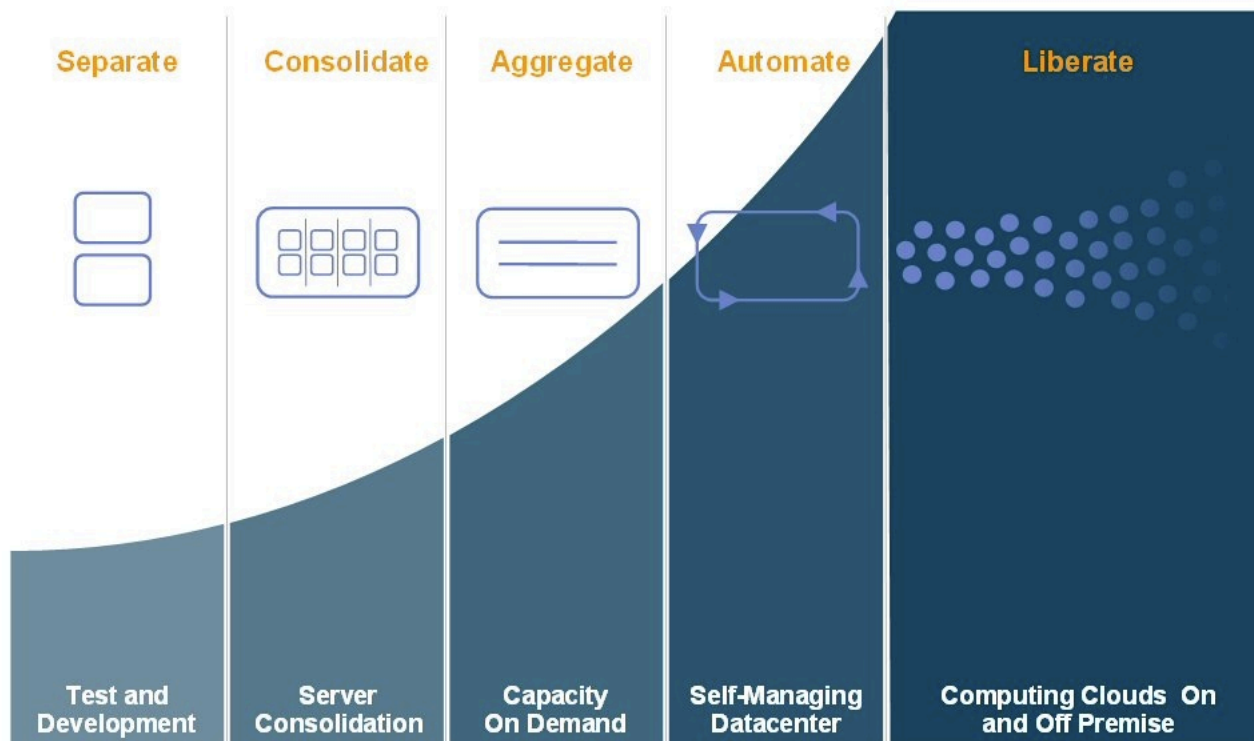 Separate
Consolidate
Aggregate
Automate
Liberate
Test and
Development
Server
Consolidation
Capacity
On Demand
Self-Managing
Datacenter
Computing Clouds On
and Off Premise